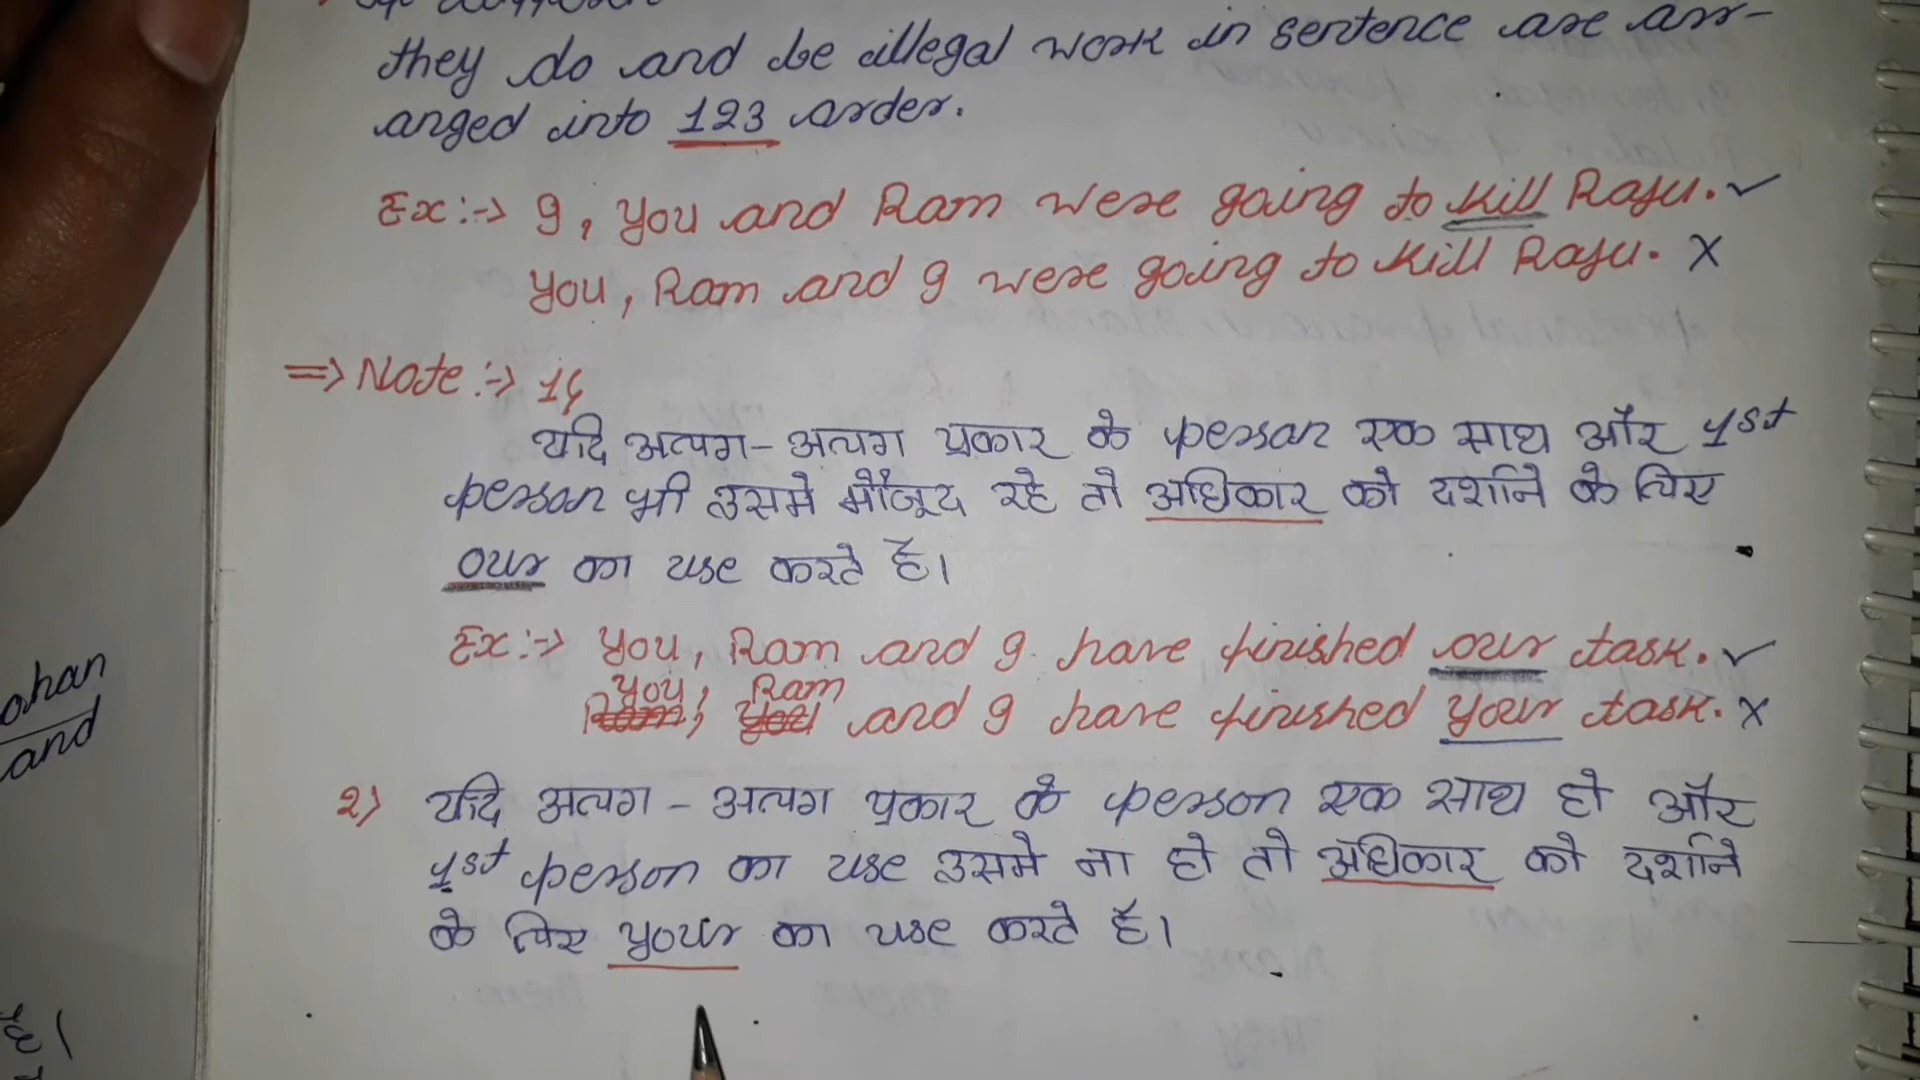 they do and be illegal work in sentence are arr-
anged into 123 order.
Ex:→ I, you and Ram were going to kill Raju. ✓
You, Ram and I were going to kill Raju. ×
⇒ Note:→ 1६
यदि अलग-अलग प्रकार के person एक साथ और 1st
person भी उसमे मौजूद रहे तो अधिकार को दर्शाने के लिए
our का use करते हैं।
Ex:→ You, Ram and I have finished our task. ✓
You, Ram and I have finished your task. ×
2) यदि अलग-अलग प्रकार के person एक साथ हो और
1st person का use उसमे ना हो तो अधिकार को दर्शाने
के लिए your का use करते हैं।
ohan
and